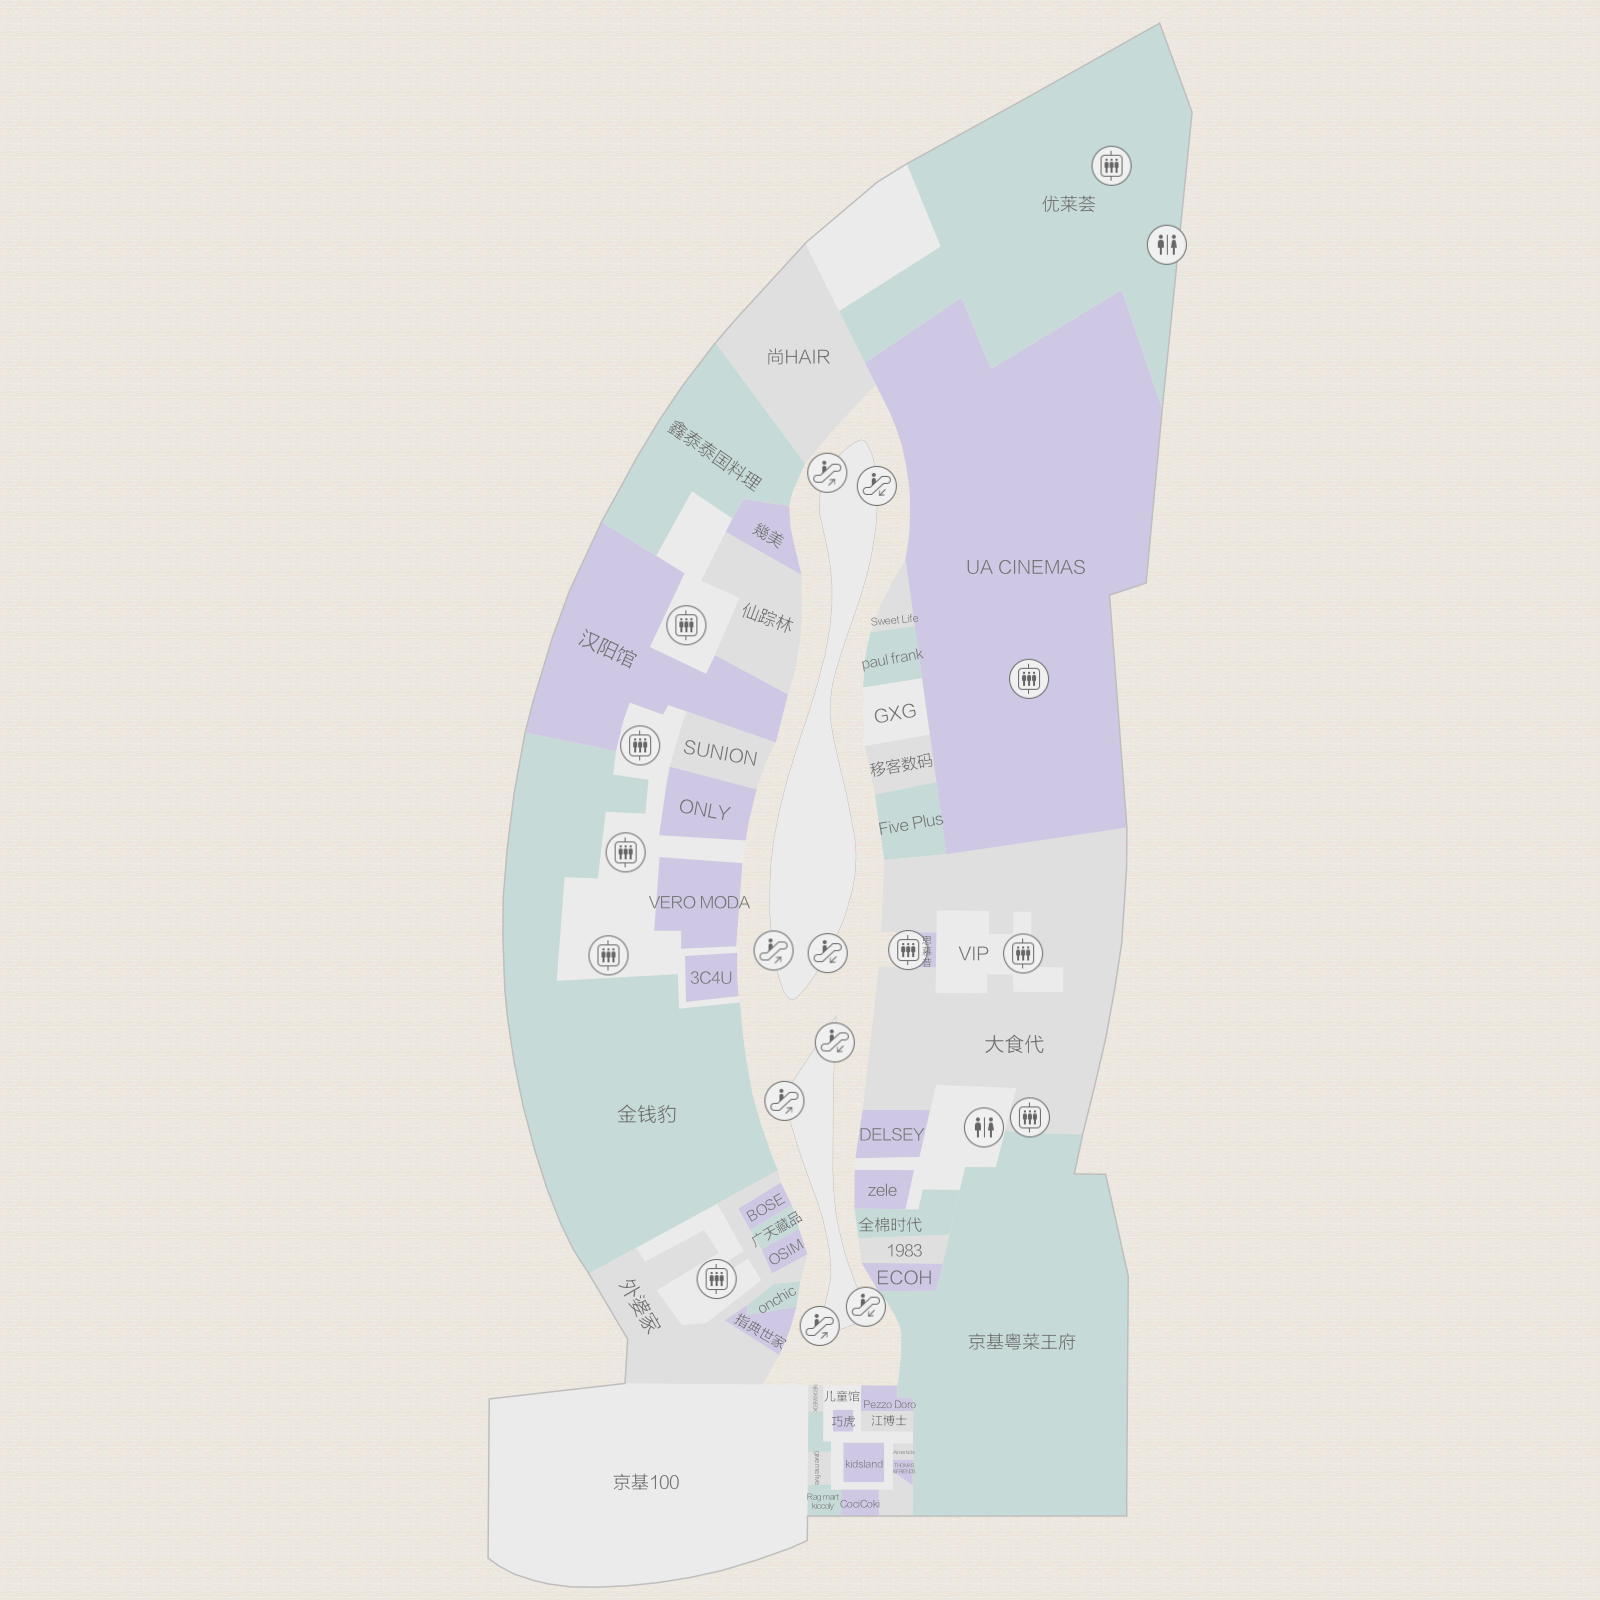 优莱荟
尚HAIR
鑫泰泰国料理
幾美
UA CINEMAS
仙踪林
Sweet Life
汉阳馆
paul frank
GXG
SUNION
移客数码
ONLY
Five Plus
VERO MODA
VIP
3C4U
大食代
金钱豹
DELSEY
zele
BOSE
广天藏品
全棉时代
OSIM
1983
ECOH
外婆家
onchic
指典世家
京基粤菜王府
儿童馆
Pezzo Doro
巧虎
江博士
kidsland
京基100
Rag mart
kiccoly
CociCoki